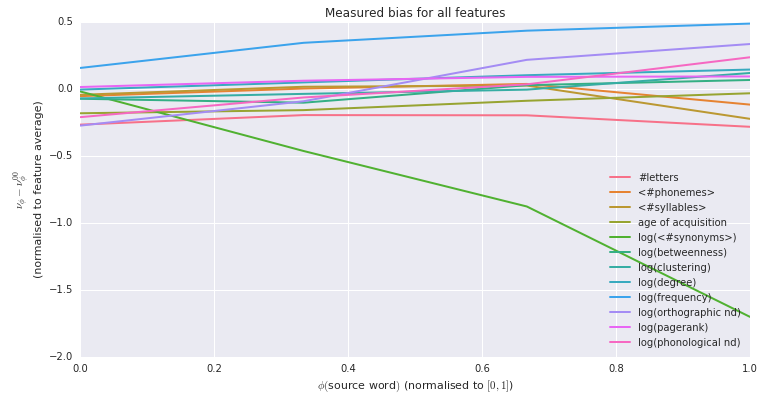 Measured bias for all features
0.5
0.0
−0.5
−1.0
−1.5
−2.0
ν_ϕ − ν_ϕ^00
(normalised to feature average)
#letters
<#phonemes>
<#syllables>
age of acquisition
log(<#synonyms>)
log(betweenness)
log(clustering)
log(degree)
log(frequency)
log(orthographic nd)
log(pagerank)
log(phonological nd)
0.0 0.2 0.4 0.6 0.8 1.0
ϕ(source word) (normalised to [0, 1])